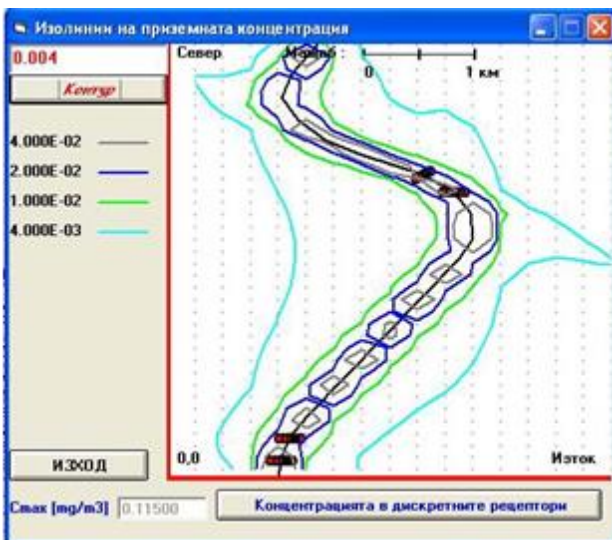 Изолинии на приземната концентрация
0.004
Север
Мащаб :
0 1 км
Контур
4.000E-02
2.000E-02
1.000E-02
4.000E-03
ИЗХОД
0,0
Изток
Cmax [mg/m3] 0.11500
Концентрацията в дискретните рецептори